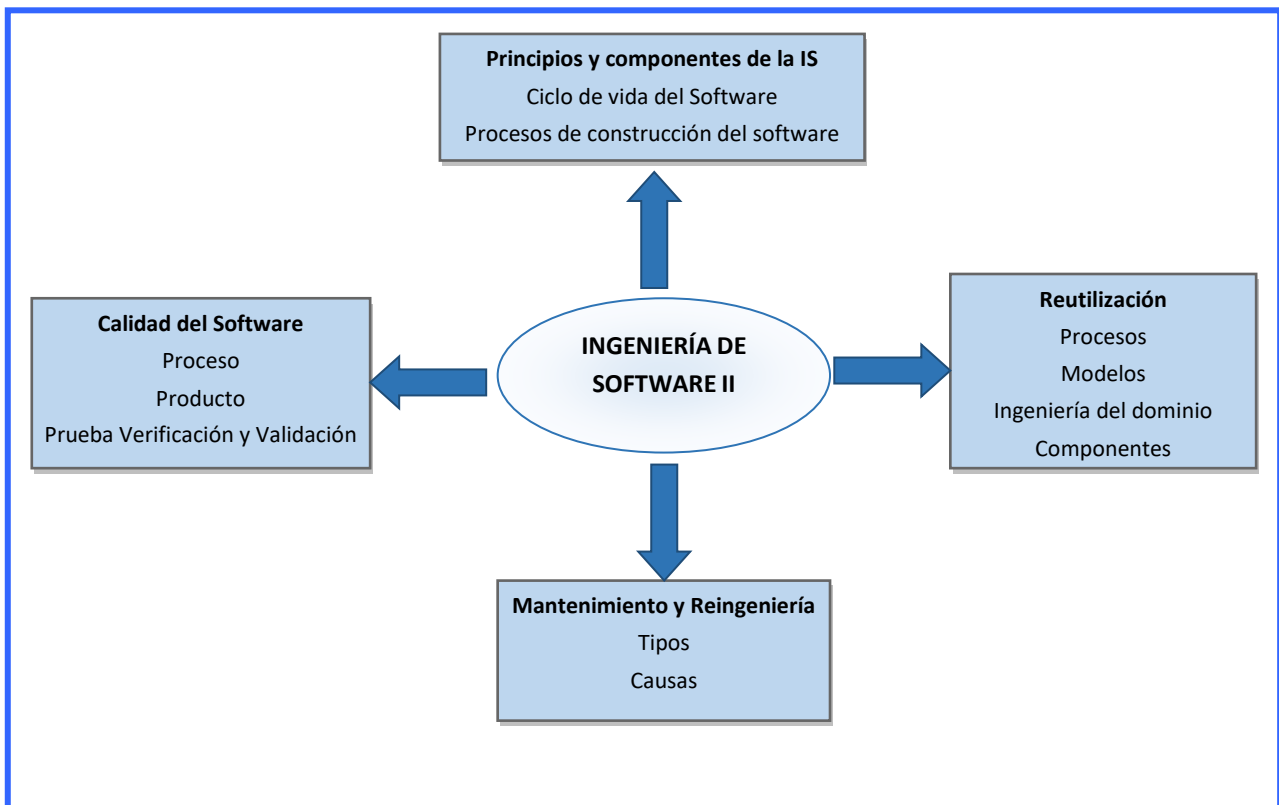 Principios y componentes de la IS
Ciclo de vida del Software
Procesos de construcción del software
Calidad del Software
Proceso
Producto
Prueba Verificación y Validación
INGENIERÍA DE
SOFTWARE II
Reutilización
Procesos
Modelos
Ingeniería del dominio
Componentes
Mantenimiento y Reingeniería
Tipos
Causas